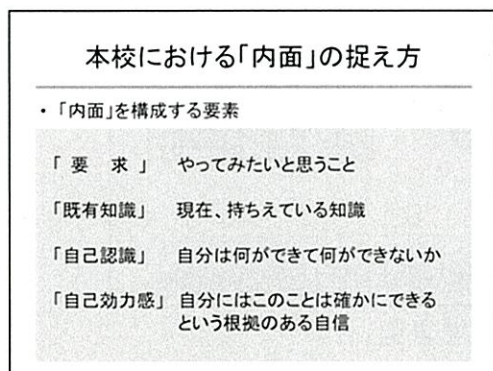 本校における「内面」の捉え方
・「内面」を構成する要素
「 要　求 」　やってみたいと思うこと
「既有知識」　現在、持ちえている知識
「自己認識」　自分は何ができて何ができないか
「自己効力感」 自分にはこのことは確かにできる
という根拠のある自信